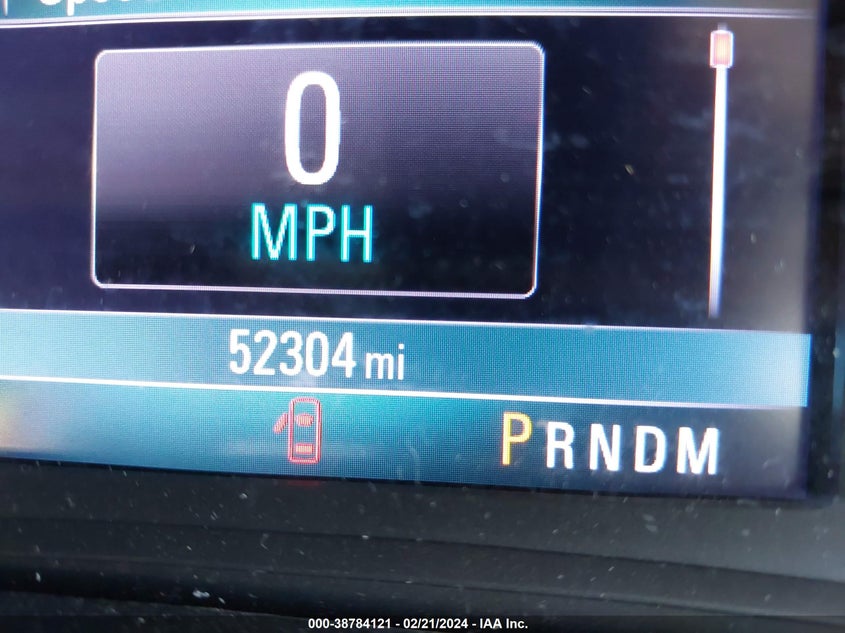 0
MPH
52304 mi
PRNDM
000-38784121 - 02/21/2024 - IAA Inc.